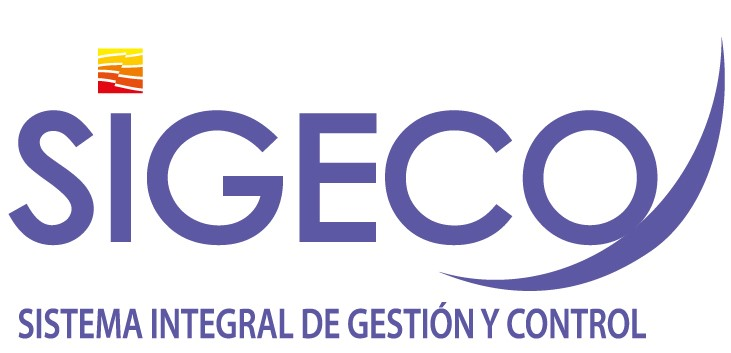 SIGECO
SISTEMA INTEGRAL DE GESTIÓN Y CONTROL